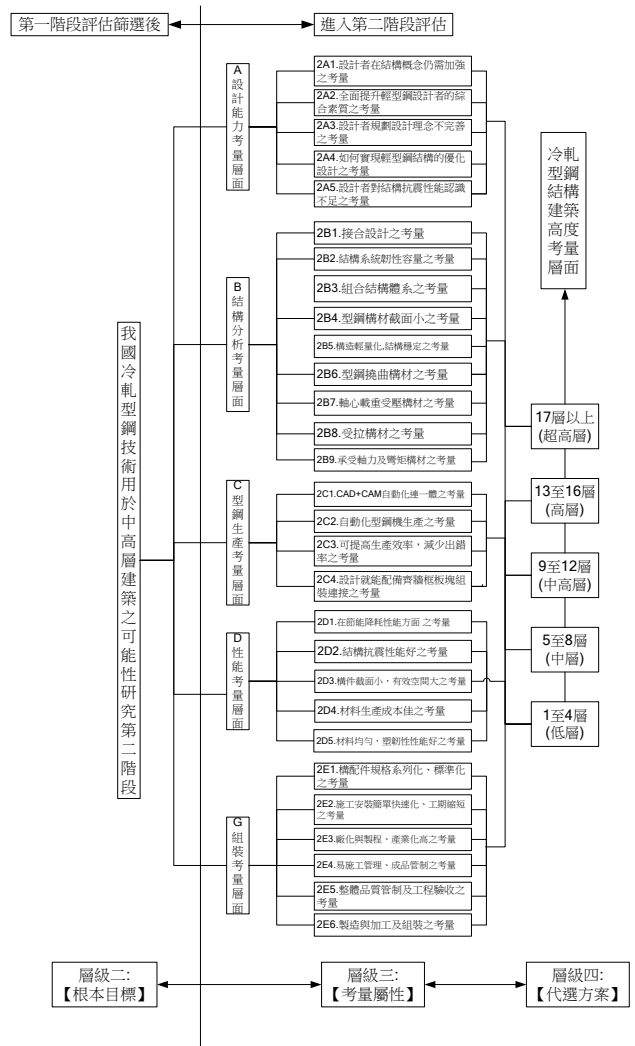 第一階段評估篩選後
進入第二階段評估
我國冷軋型鋼技術用於中高層建築之可能性研究第二階段
A設計能力考量層面
2A1.設計者在結構概念仍需加強
之考量
2A2.全面提升輕型鋼設計者的綜
合素質之考量
2A3.設計者規劃設計理念不完善
之考量
2A4.如何實現輕型鋼結構的優化
設計之考量
2A5.設計者對結構抗震性能認識
不足之考量
B結構分析考量層面
2B1.接合設計之考量
2B2.結構系統韌性容量之考量
2B3.組合結構體系之考量
2B4.型鋼構材截面小之考量
2B5.構造輕量化,結構穩定之考量
2B6.型鋼撓曲構材之考量
2B7.軸心載重受壓構材之考量
2B8.受拉構材之考量
2B9.承受軸力及彎矩構材之考量
C型鋼生產考量層面
2C1.CAD+CAM自動化連一體之考量
2C2.自動化型鋼機生產之考量
2C3.可提高生產效率，減少出錯
率之考量
2C4.設計就能配備齊牆框板塊組
裝連接之考量
D性能考量層面
2D1.在節能降耗性能方面 之考量
2D2.結構抗震性能好之考量
2D3.構件截面小，有效空間大之考量
2D4.材料生產成本佳之考量
2D5.材料均勻，塑韌性性能好之考量
G組裝考量層面
2E1.構配件規格系列化、標準化
之考量
2E2.施工安裝簡單快速化、工期縮短
之考量
2E3.廠化與製程、產業化高之考量
2E4.易施工管理、成品管制之考量
2E5.整體品質管制及工程驗收之
考量
2E6.製造與加工及組裝之考量
冷軋
型鋼
結構
建築
高度
考量
層面
17層以上
(超高層)
13至16層
(高層)
9至12層
(中高層)
5至8層
(中層)
1至4層
(低層)
層級二:
【根本目標】
層級三:
【考量屬性】
層級四:
【代選方案】